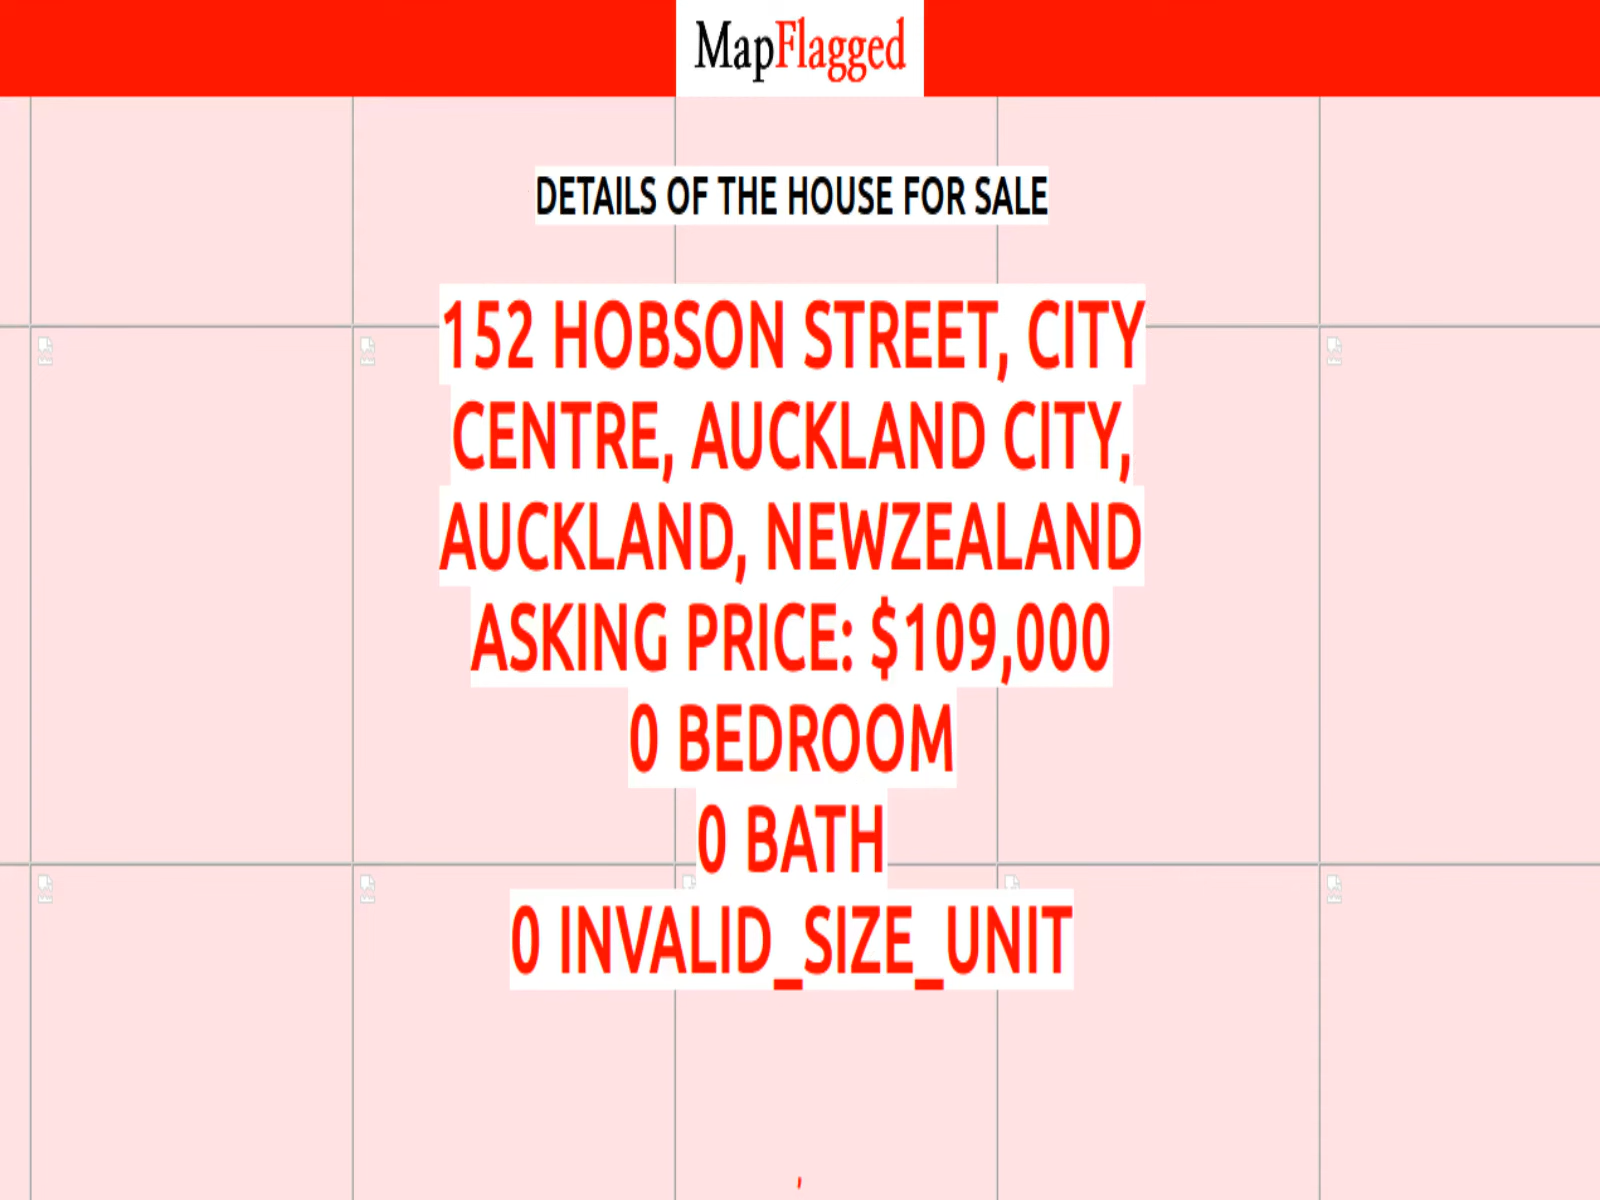 MapFlagged
DETAILS OF THE HOUSE FOR SALE
152 HOBSON STREET, CITY
CENTRE, AUCKLAND CITY,
AUCKLAND, NEWZEALAND
ASKING PRICE: $109,000
0 BEDROOM
0 BATH
0 INVALID_SIZE_UNIT
,